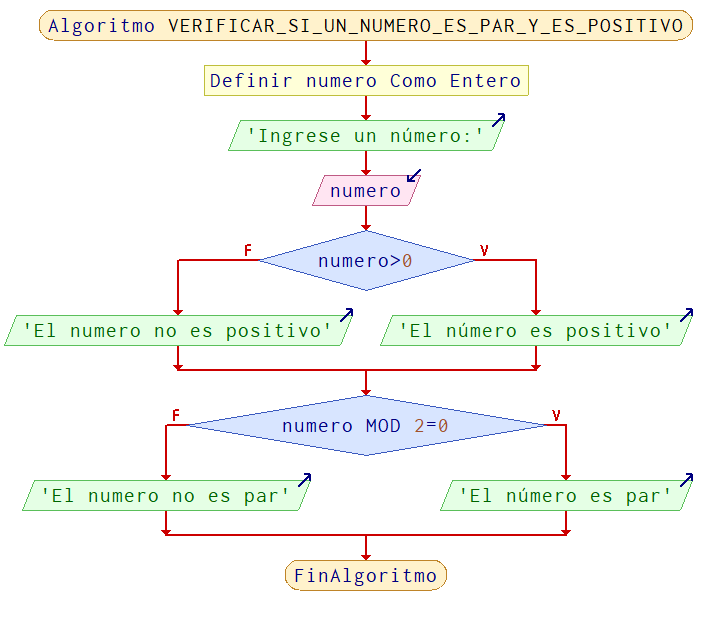 Algoritmo VERIFICAR_SI_UN_NUMERO_ES_PAR_Y_ES_POSITIVO
Definir numero Como Entero
'Ingrese un número:'
numero
F
V
numero>0
'El numero no es positivo'
'El número es positivo'
F
V
numero MOD 2=0
'El numero no es par'
'El número es par'
FinAlgoritmo